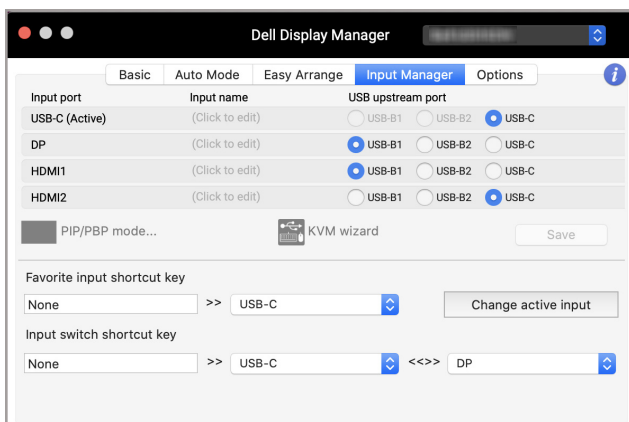 Dell Display Manager
Basic Auto Mode Easy Arrange Input Manager Options i
Input port Input name USB upstream port
USB-C (Active) (Click to edit) USB-B1 USB-B2 USB-C
DP (Click to edit) USB-B1 USB-B2 USB-C
HDMI1 (Click to edit) USB-B1 USB-B2 USB-C
HDMI2 (Click to edit) USB-B1 USB-B2 USB-C
PIP/PBP mode... KVM wizard Save
Favorite input shortcut key
None >> USB-C Change active input
Input switch shortcut key
None >> USB-C <<>> DP